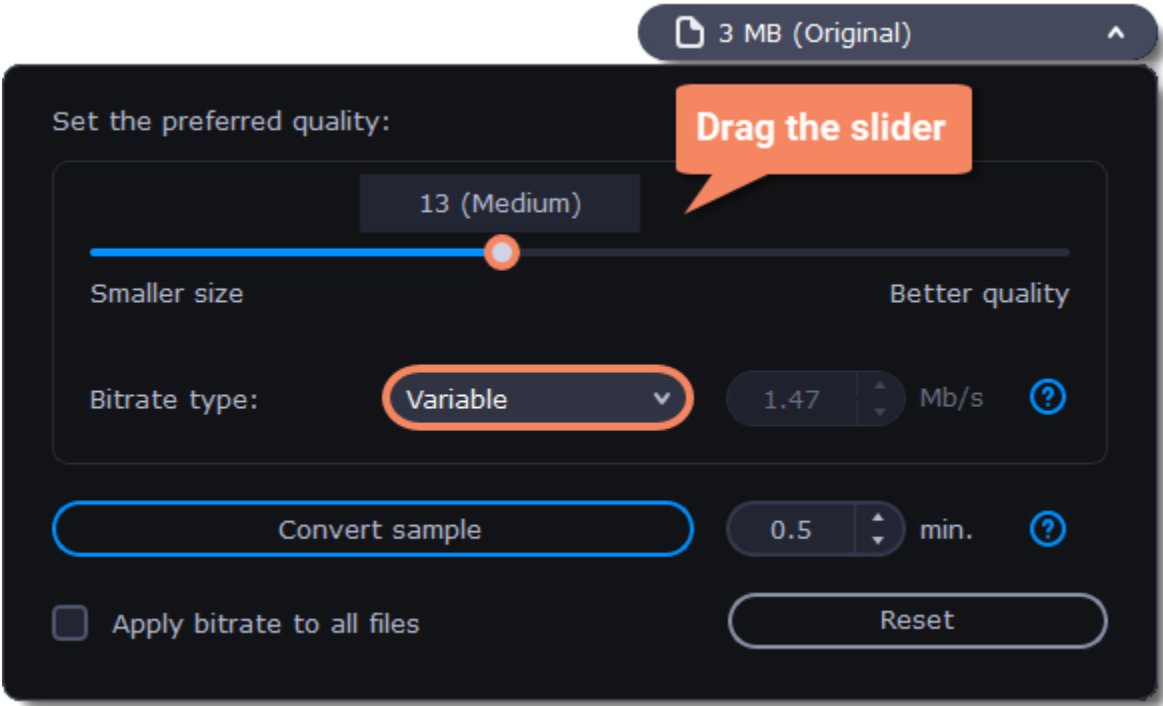 3 MB (Original)
Set the preferred quality:
Drag the slider
13 (Medium)
Smaller size
Better quality
Bitrate type:
Variable
1.47
Mb/s
?
Convert sample
0.5
min.
?
Apply bitrate to all files
Reset